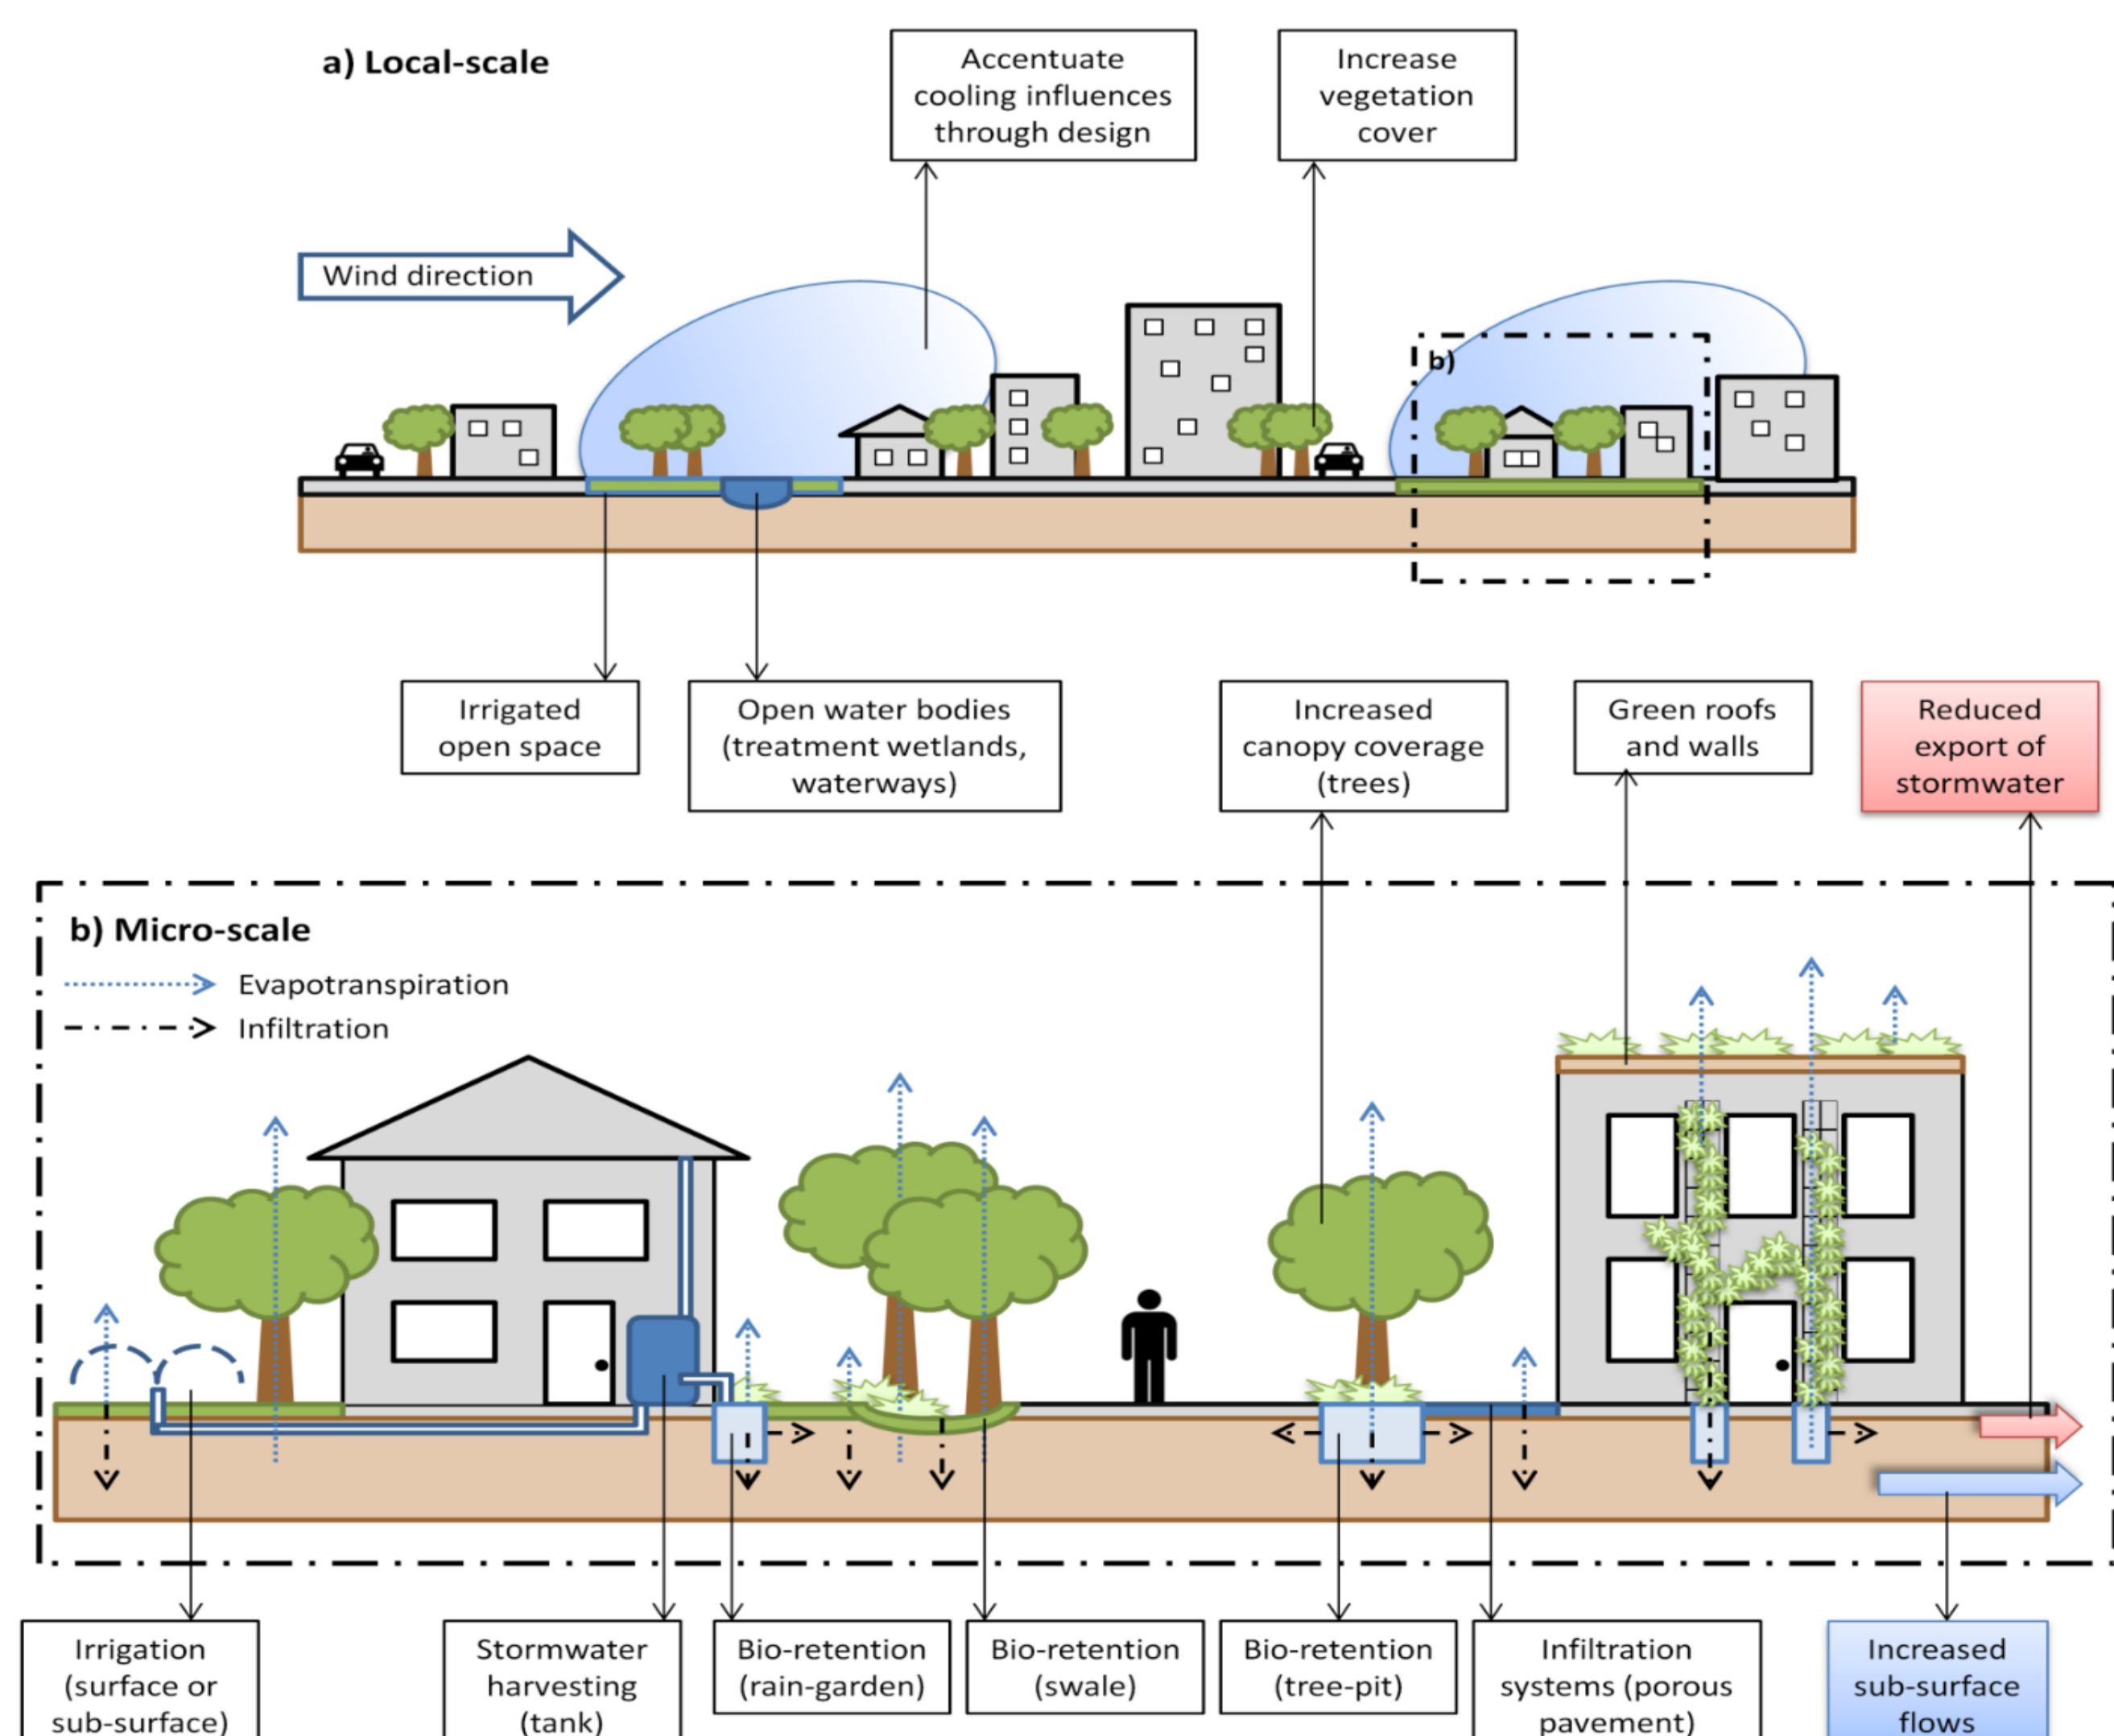 a) Local-scale
Accentuate
cooling influences
through design
Increase
vegetation
cover
Wind direction
b)
Irrigated
open space
Open water bodies
(treatment wetlands,
waterways)
Increased
canopy coverage
(trees)
Green roofs
and walls
Reduced
export of
stormwater
b) Micro-scale
Evapotranspiration
Infiltration
Irrigation
(surface or
sub-surface)
Stormwater
harvesting
(tank)
Bio-retention
(rain-garden)
Bio-retention
(swale)
Bio-retention
(tree-pit)
Infiltration
systems (porous
pavement)
Increased
sub-surface
flows